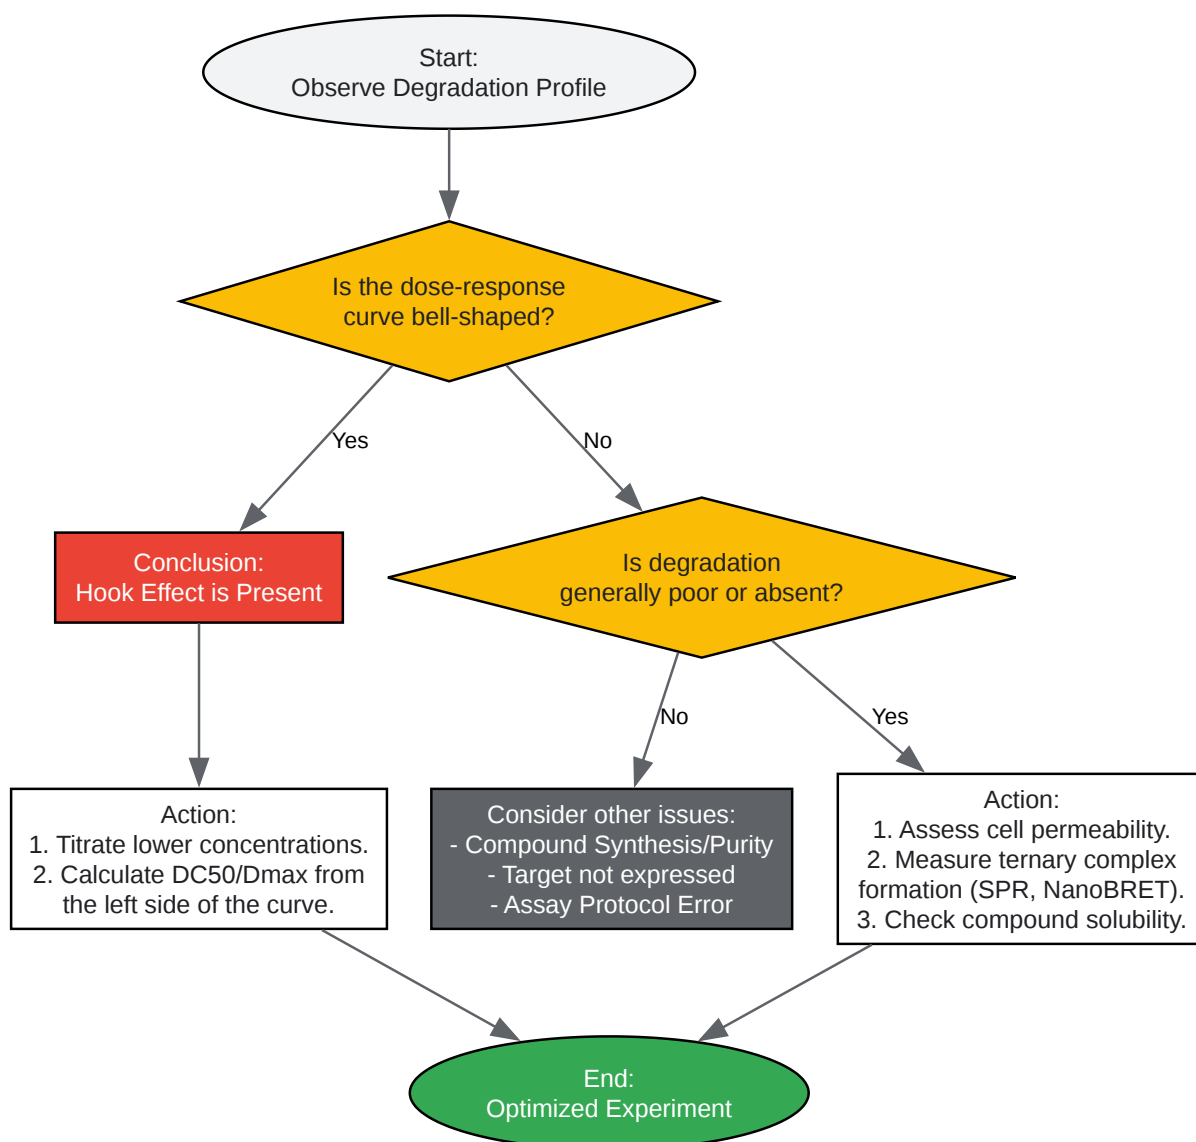 Start:
Observe Degradation Profile
Is the dose-response
curve bell-shaped?
Yes
No
Conclusion:
Hook Effect is Present
Is degradation
generally poor or absent?
No
Yes
Action:
1. Titrate lower concentrations.
2. Calculate DC50/Dmax from
the left side of the curve.
Consider other issues:
- Compound Synthesis/Purity
- Target not expressed
- Assay Protocol Error
Action:
1. Assess cell permeability.
2. Measure ternary complex
formation (SPR, NanoBRET).
3. Check compound solubility.
End:
Optimized Experiment